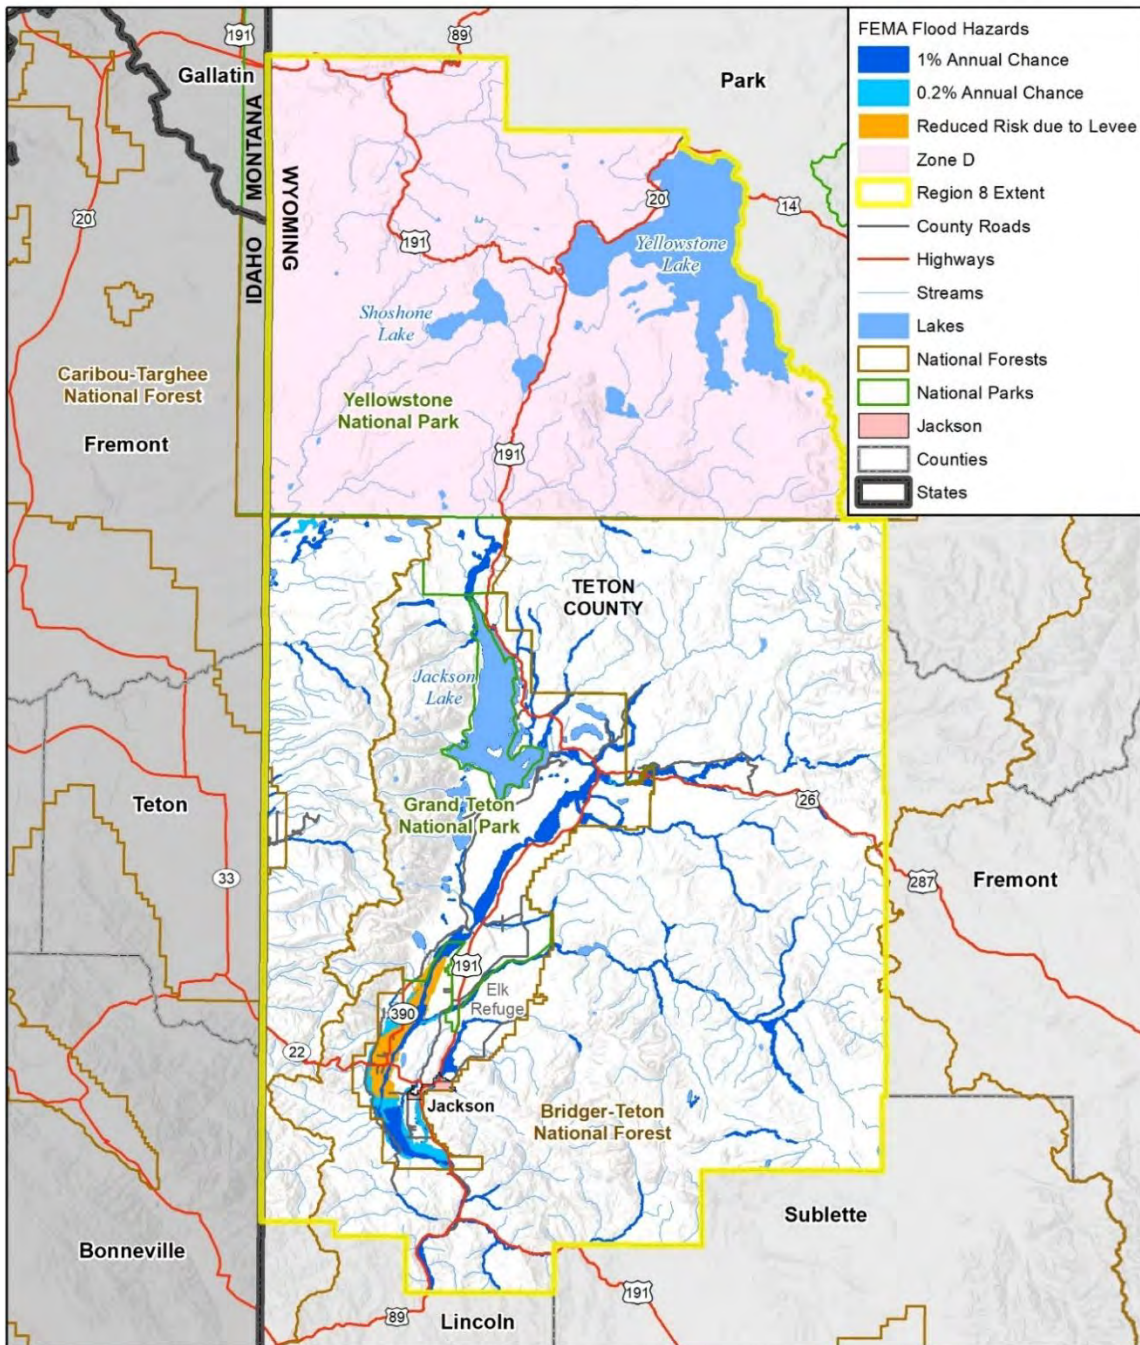 FEMA Flood Hazards
1% Annual Chance
0.2% Annual Chance
Reduced Risk due to Levee
Zone D
Region 8 Extent
County Roads
Highways
Streams
Lakes
National Forests
National Parks
Jackson
Counties
States
191
89
Gallatin
Park
MONTANA
IDAHO
WYOMING
20
20
14
191
Yellowstone
Lake
Shoshone
Lake
Caribou-Targhee
National Forest
Yellowstone
National Park
Fremont
191
TETON
COUNTY
Jackson
Lake
Teton
26
Grand Teton
National Park
33
287
Fremont
191
Elk
Refuge
390
22
Jackson
Bridger-Teton
National Forest
Sublette
Bonneville
191
89
Lincoln